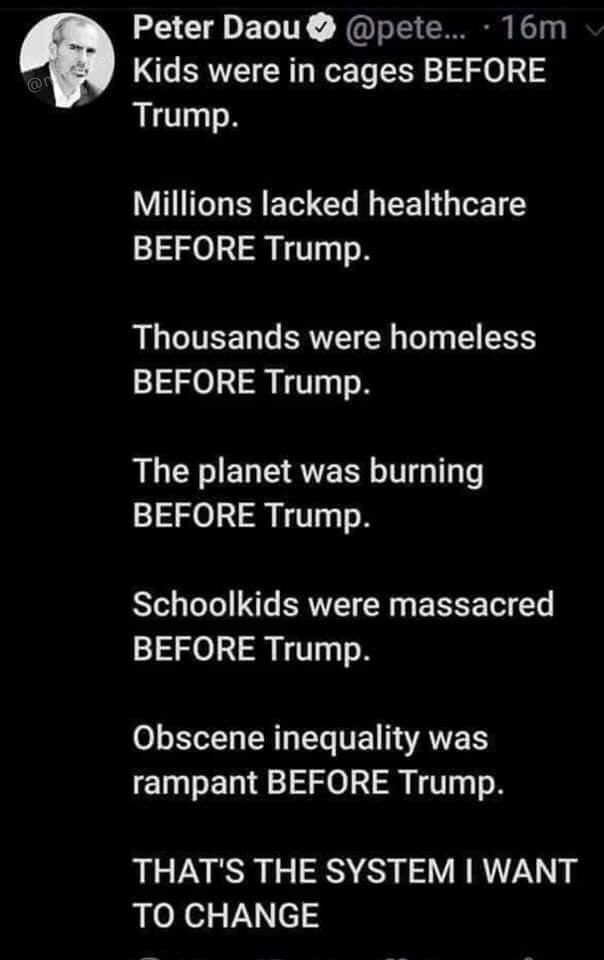 Peter Daou @pete... · 16m
Kids were in cages BEFORE
Trump.
Millions lacked healthcare
BEFORE Trump.
Thousands were homeless
BEFORE Trump.
The planet was burning
BEFORE Trump.
Schoolkids were massacred
BEFORE Trump.
Obscene inequality was
rampant BEFORE Trump.
THAT'S THE SYSTEM I WANT
TO CHANGE